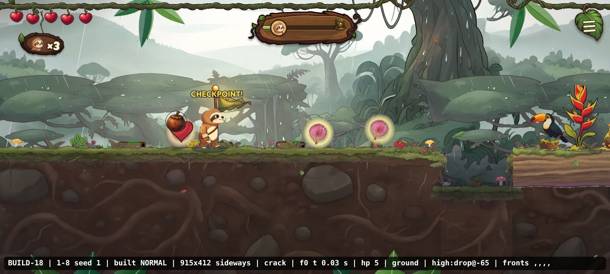 ×3
CHECKPOINT!
BUILD-18 | 1-8 seed 1 | built NORMAL | 915x412 sideways | crack | f0 t 0.03 s | hp 5 | ground | high:drop@-65 | fronts ,,,,